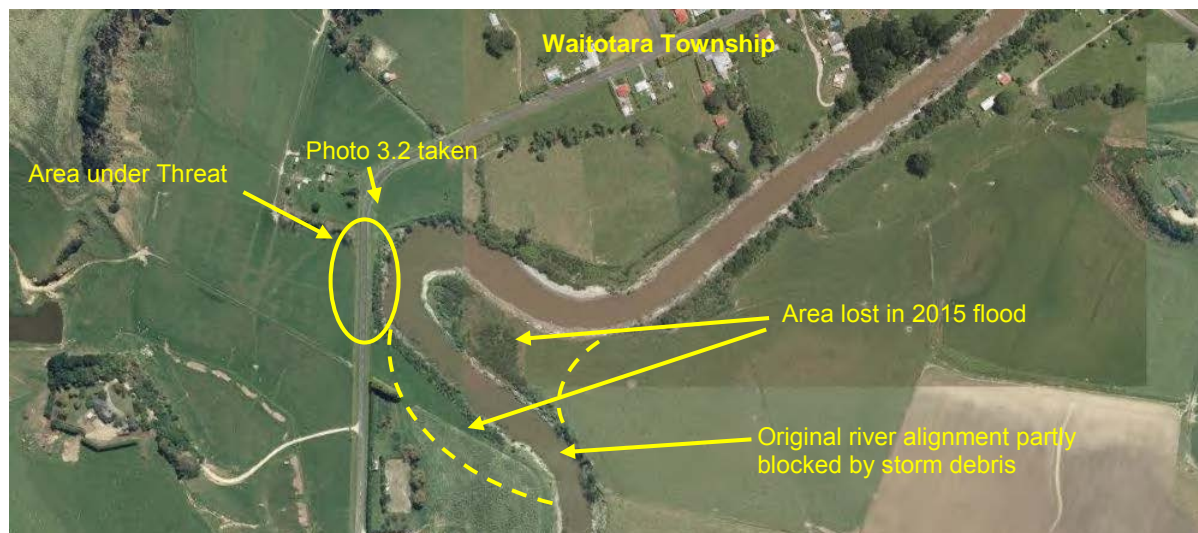 Waitotara Township
Photo 3.2 taken
Area under Threat
Area lost in 2015 flood
Original river alignment partly
blocked by storm debris